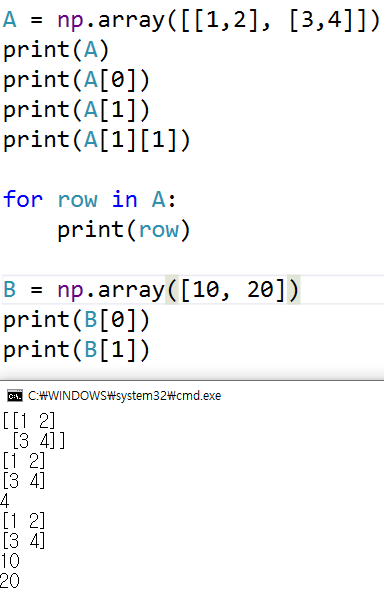 A = np.array([[1,2], [3,4]])
print(A)
print(A[0])
print(A[1])
print(A[1][1])
for row in A:
    print(row)
B = np.array([10, 20])
print(B[0])
print(B[1])
C:₩WINDOWS₩system32₩cmd.exe
[[1 2]
 [3 4]]
[1 2]
[3 4]
4
[1 2]
[3 4]
10
20